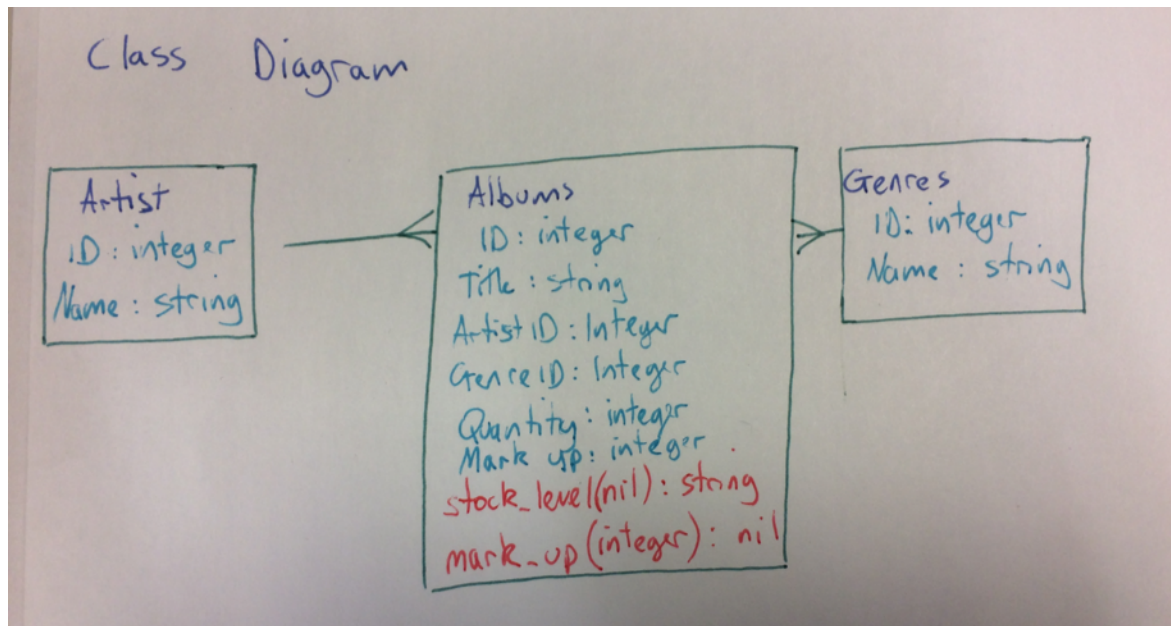 Class Diagram
Artist
ID: integer
Name: string
Albums
ID: integer
Title: string
Artist ID: Integer
Genre ID: Integer
Quantity: integer
Mark up: integer
stock_level(nil): string
mark_up(integer): nil
Genres
ID: integer
Name: string